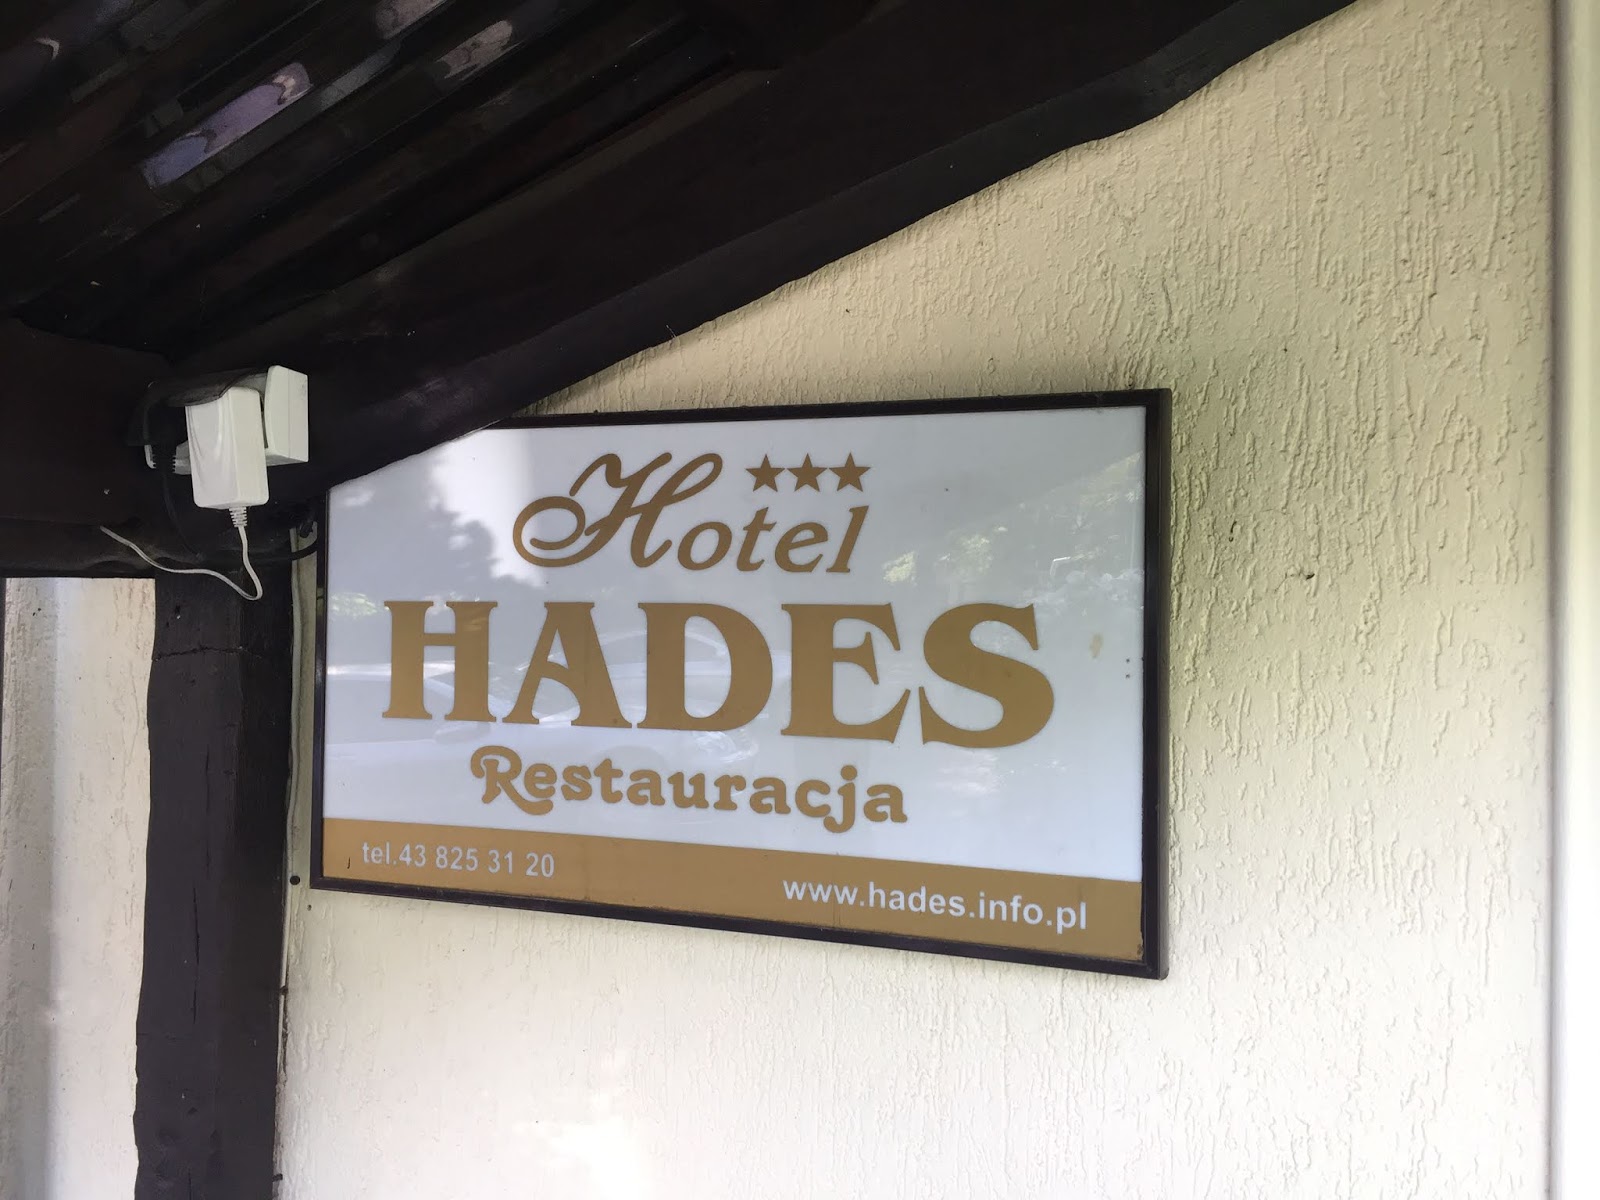 Hotel ★★★
HADES
Restauracja
tel.43 825 31 20
www.hades.info.pl